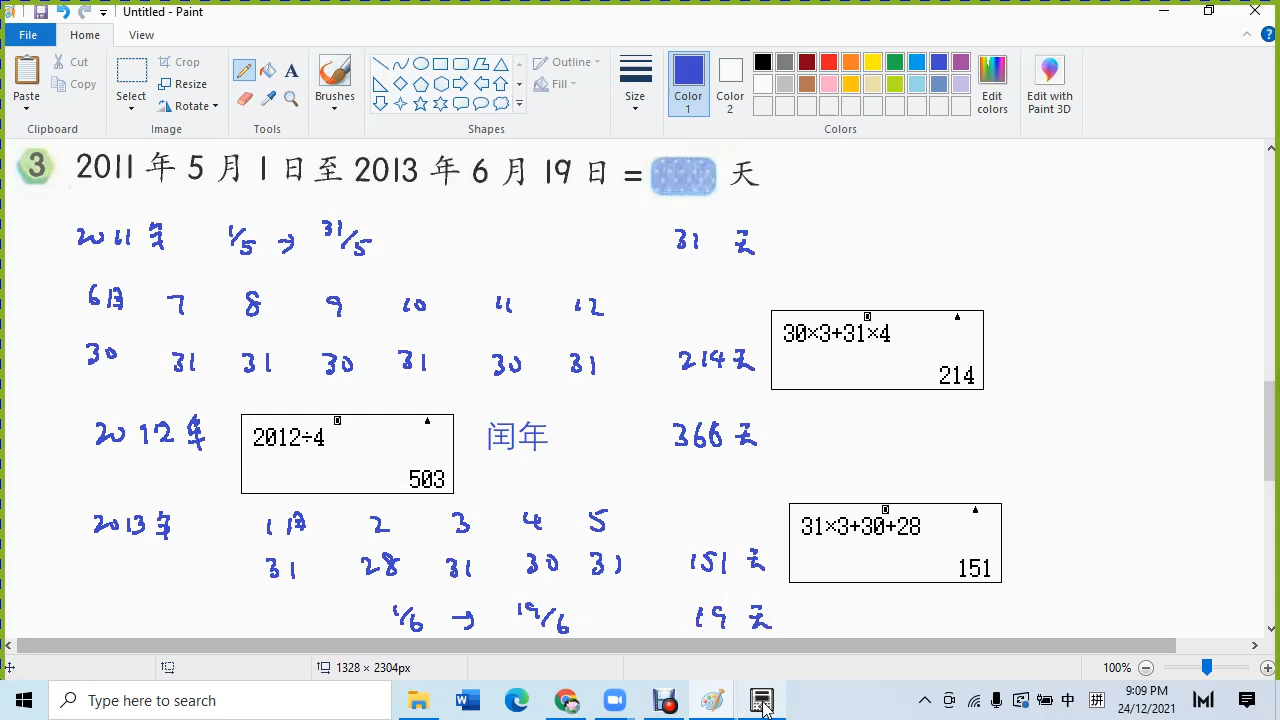 Untitled - Paint
File Home View
Paste Cut Copy Clipboard
Select Crop Resize Rotate Image
Tools
Brushes
Outline Fill Shapes
Size
Color 1 Color 2 Edit colors Colors
Edit with Paint 3D
3 2011 年 5 月 1 日至 2013 年 6 月 19 日 = 天
2011 年 1/5 → 31/5 31 天
6月 7 8 9 10 11 12
30 31 31 30 31 30 31 214 天
30×3+31×4
214
2012 年 闰年 366 天
2012÷4
503
2013 年 1月 2 3 4 5
31 28 31 30 31 151 天
31×3+30+28
151
1/6 → 19/6 19 天
1328 × 2304px 100%
Type here to search
中 拼 9:09 PM
24/12/2021